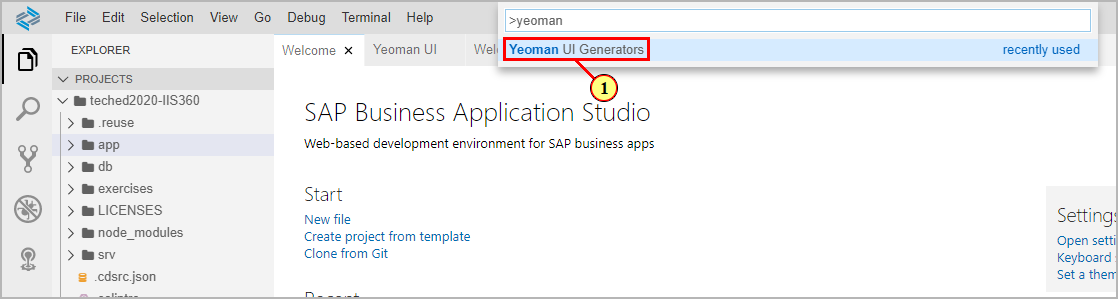 File Edit Selection View Go Debug Terminal Help
>yeoman
Yeoman UI Generators recently used
1
EXPLORER
Welcome Yeoman UI
PROJECTS
teched2020-IIS360
.reuse
app
db
exercises
LICENSES
node_modules
srv
.cdsrc.json
SAP Business Application Studio
Web-based development environment for SAP business apps
Start
New file
Create project from template
Clone from Git
Recent
Settings
Open setti
Keyboard
Set a them